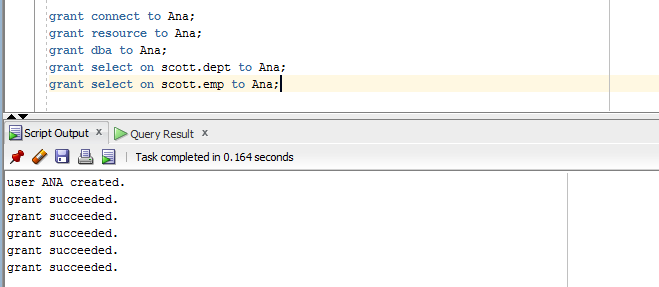 grant connect to Ana;
grant resource to Ana;
grant dba to Ana;
grant select on scott.dept to Ana;
grant select on scott.emp to Ana;
Script Output x Query Result x
Task completed in 0.164 seconds
user ANA created.
grant succeeded.
grant succeeded.
grant succeeded.
grant succeeded.
grant succeeded.